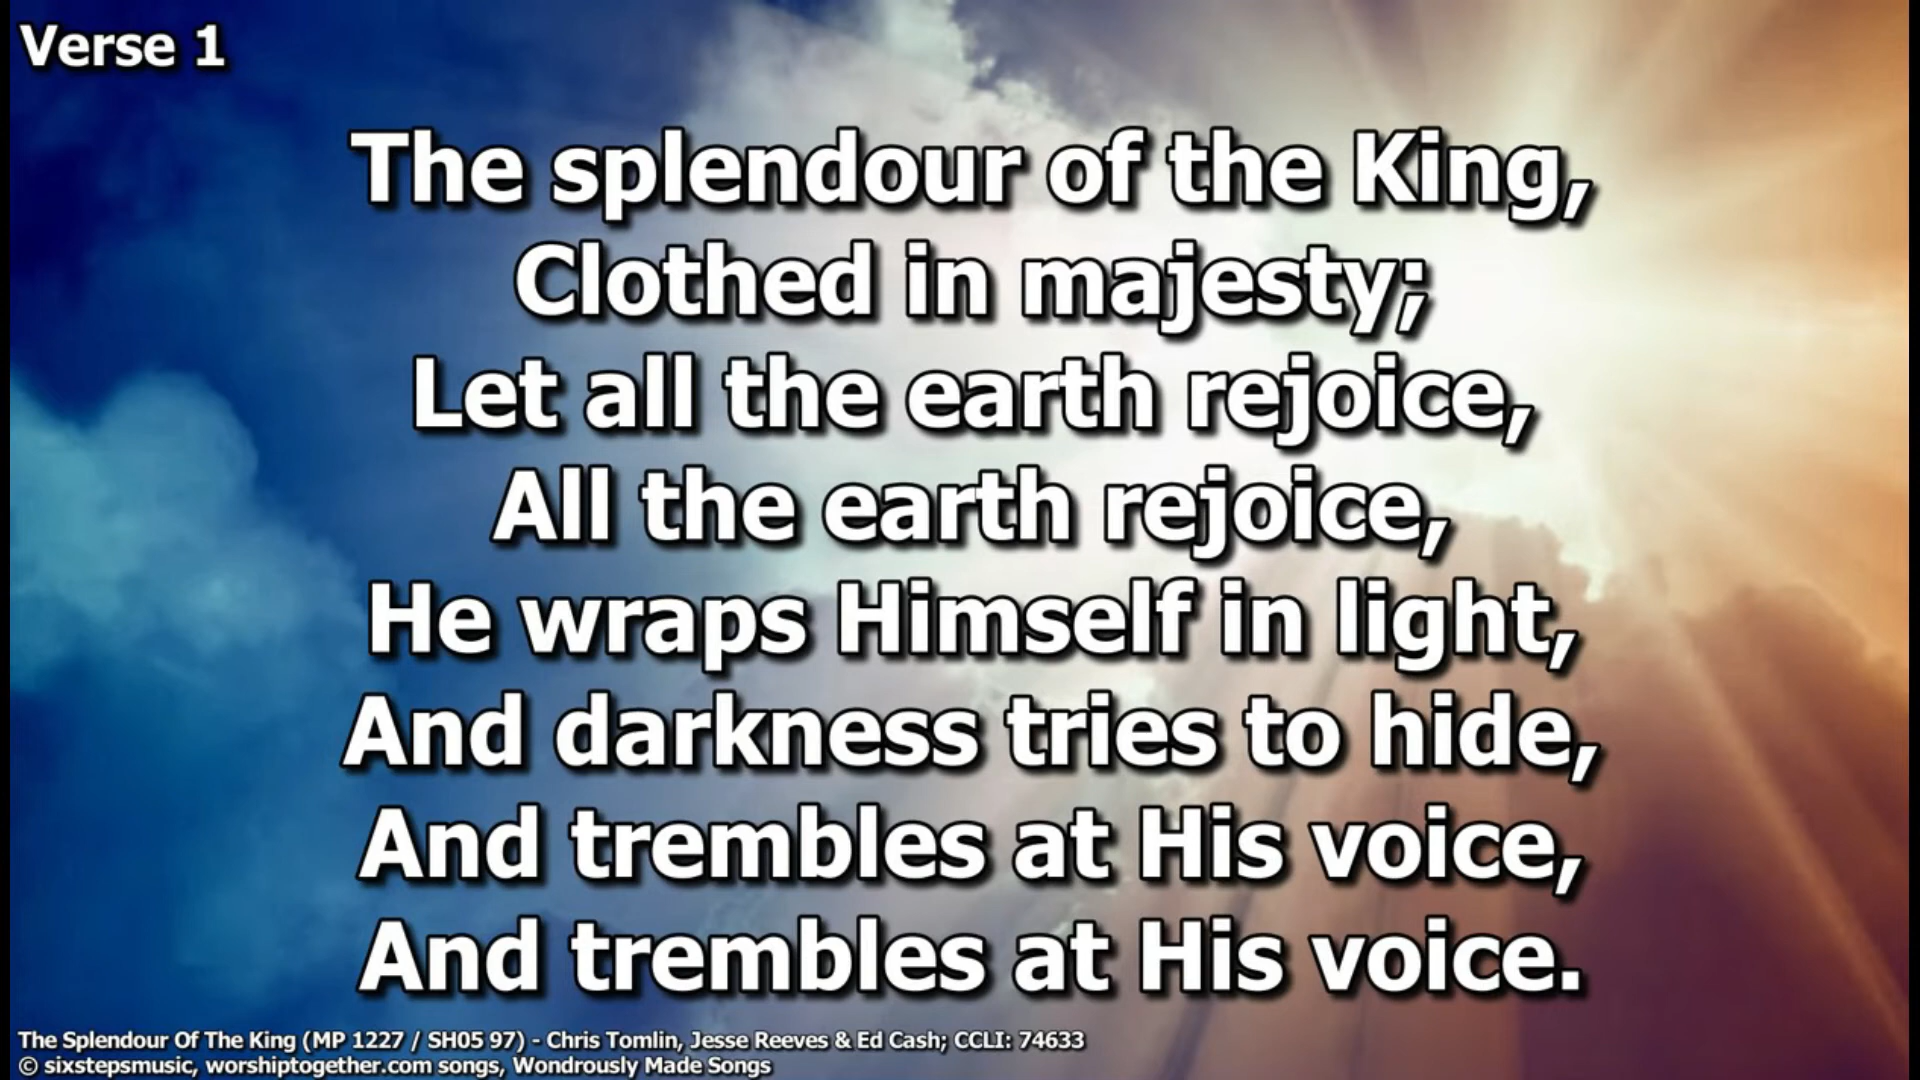 Verse 1
The splendour of the King,
Clothed in majesty;
Let all the earth rejoice,
All the earth rejoice,
He wraps Himself in light,
And darkness tries to hide,
And trembles at His voice,
And trembles at His voice.
The Splendour Of The King (MP 1227 / SH05 97) - Chris Tomlin, Jesse Reeves & Ed Cash; CCLI: 74633
© sixstepsmusic, worshiptogether.com songs, Wondrously Made Songs